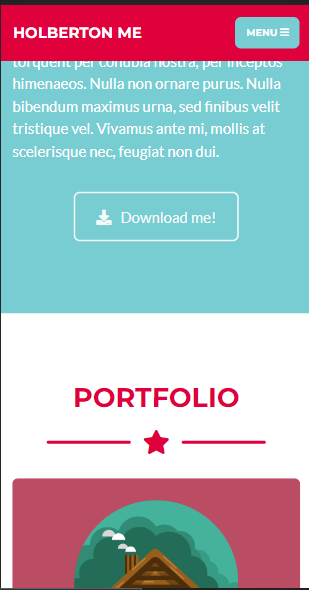 HOLBERTON ME
MENU
torquent per conubia nostra, per inceptos
himenaeos. Nulla non ornare purus. Nulla
bibendum maximus urna, sed finibus velit
tristique vel. Vivamus ante mi, mollis at
scelerisque nec, feugiat non dui.
Download me!
PORTFOLIO